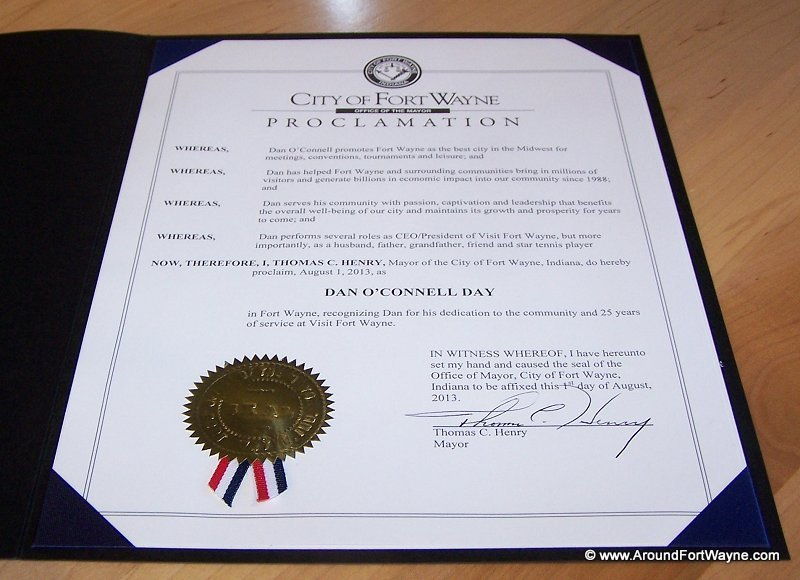 CITY OF FORT WAYNE
INDIANA
CITY OF FORT WAYNE
OFFICE OF THE MAYOR
PROCLAMATION
WHEREAS, Dan O'Connell promotes Fort Wayne as the best city in the Midwest for
meetings, conventions, tournaments and leisure; and
WHEREAS, Dan has helped Fort Wayne and surrounding communities bring in millions of
visitors and generate billions in economic impact into our community since 1988;
and
WHEREAS, Dan serves his community with passion, captivation and leadership that benefits
the overall well-being of our city and maintains its growth and prosperity for years
to come; and
WHEREAS, Dan performs several roles as CEO/President of Visit Fort Wayne, but more
importantly, as a husband, father, grandfather, friend and star tennis player
NOW, THEREFORE, I, THOMAS C. HENRY, Mayor of the City of Fort Wayne, Indiana, do hereby
proclaim, August 1, 2013, as
DAN O'CONNELL DAY
in Fort Wayne, recognizing Dan for his dedication to the community and 25 years
of service at Visit Fort Wayne.
IN WITNESS WHEREOF, I have hereunto
set my hand and caused the seal of the
Office of Mayor, City of Fort Wayne,
Indiana to be affixed this 1st day of August,
2013.
Thomas C. Henry
Thomas C. Henry
Mayor
© www.AroundFortWayne.com